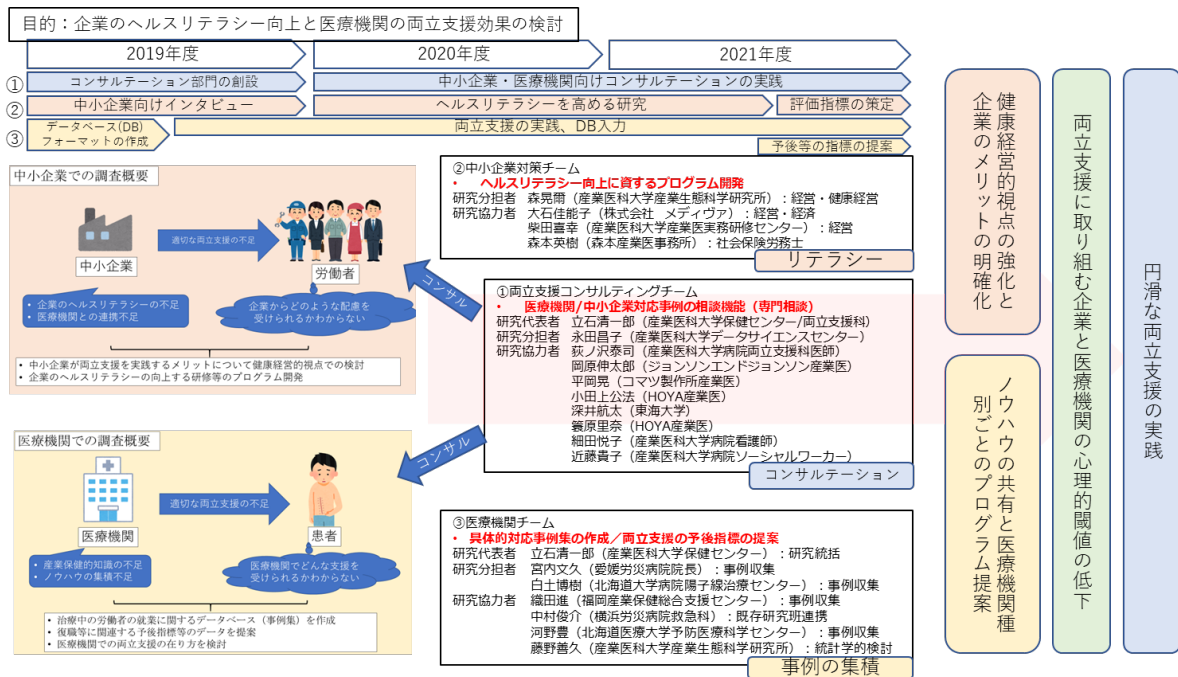 目的：企業のヘルスリテラシー向上と医療機関の両立支援効果の検討
2019年度
2020年度
2021年度
①
コンサルテーション部門の創設
中小企業・医療機関向けコンサルテーションの実践
②
中小企業向けインタビュー
ヘルスリテラシーを高める研究
評価指標の策定
③
データベース(DB)
フォーマットの作成
両立支援の実践、DB入力
予後等の指標の提案
中小企業での調査概要
中小企業
適切な両立支援の不足
労働者
• 企業のヘルスリテラシーの不足
• 医療機関との連携不足
企業からどのような配慮を
受けられるかわからない
• 中小企業が両立支援を実践するメリットについて健康経営的視点での検討
• 企業のヘルスリテラシーの向上する研修等のプログラム開発
医療機関での調査概要
医療機関
適切な両立支援の不足
患者
• 産業保健的知識の不足
• ノウハウの集積不足
医療機関でどんな支援を
受けられるかわからない
• 治療中の労働者の就業に関するデータベース（事例集）を作成
• 復職等に関連する予後指標等のデータを提案
• 医療機関での両立支援の在り方を検討
コンサル
コンサル
②中小企業対策チーム
• ヘルスリテラシー向上に資するプログラム開発
研究分担者 森晃爾（産業医科大学産業生態科学研究所）：経営・健康経営
研究協力者 大石佳能子（株式会社 メディヴァ）：経営・経済
柴田喜幸（産業医科大学産業医実務研修センター）：経営
森本英樹（森本産業医事務所）：社会保険労務士
リテラシー
①両立支援コンサルティングチーム
• 医療機関/中小企業対応事例の相談機能（専門相談）
研究代表者 立石清一郎（産業医科大学保健センター/両立支援科）
研究分担者 永田昌子（産業医科大学データサイエンスセンター）
研究協力者 荻ノ沢泰司（産業医科大学病院両立支援科医師）
岡原伸太郎（ジョンソンエンドジョンソン産業医）
平岡晃（コマツ製作所産業医）
小田上公法（HOYA産業医）
深井航太（東海大学）
簑原里奈（HOYA産業医）
細田悦子（産業医科大学病院看護師）
近藤貴子（産業医科大学病院ソーシャルワーカー）
コンサルテーション
③医療機関チーム
• 具体的対応事例集の作成／両立支援の予後指標の提案
研究代表者 立石清一郎（産業医科大学保健センター）：研究統括
研究分担者 宮内文久（愛媛労災病院院長）：事例収集
白土博樹（北海道大学病院陽子線治療センター）：事例収集
研究協力者 織田進（福岡産業保健総合支援センター）：事例収集
中村俊介（横浜労災病院救急科）：既存研究班連携
河野豊（北海道医療大学予防医療科学センター）：事例収集
藤野善久（産業医科大学産業生態科学研究所）：統計学的検討
事例の集積
健康経営的視点の強化と
企業のメリットの明確化
ノウハウの共有と医療機関種
別ごとのプログラム提案
両立支援に取り組む企業と医療機関の心理的閾値の低下
円滑な両立支援の実践